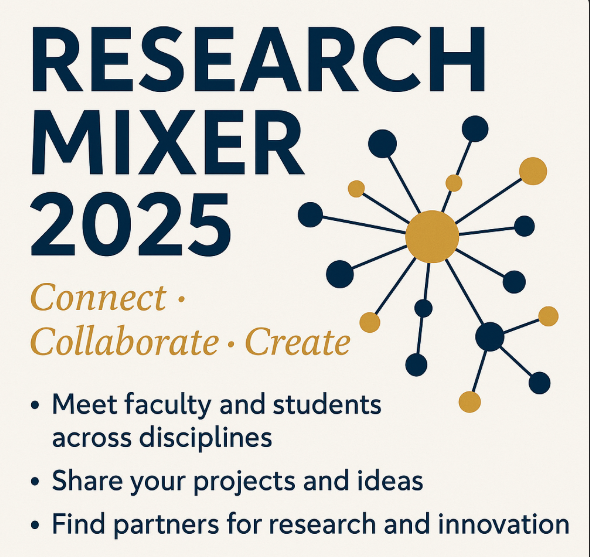 RESEARCH
MIXER
2025
Connect ·
Collaborate · Create
• Meet faculty and students
across disciplines
• Share your projects and ideas
• Find partners for research and innovation